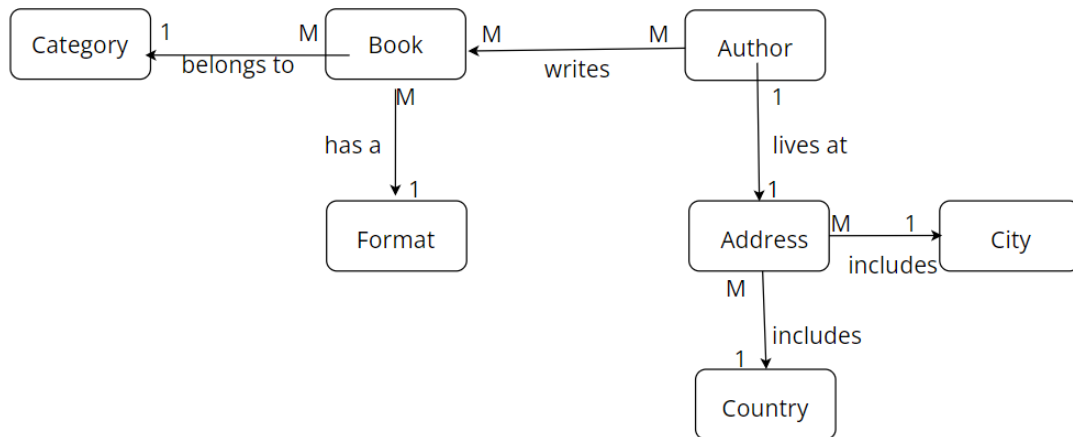 1
M
M
M
Category
Book
Author
belongs to
writes
M
1
has a
lives at
1
1
Format
Address
M
1
City
includes
M
includes
1
Country